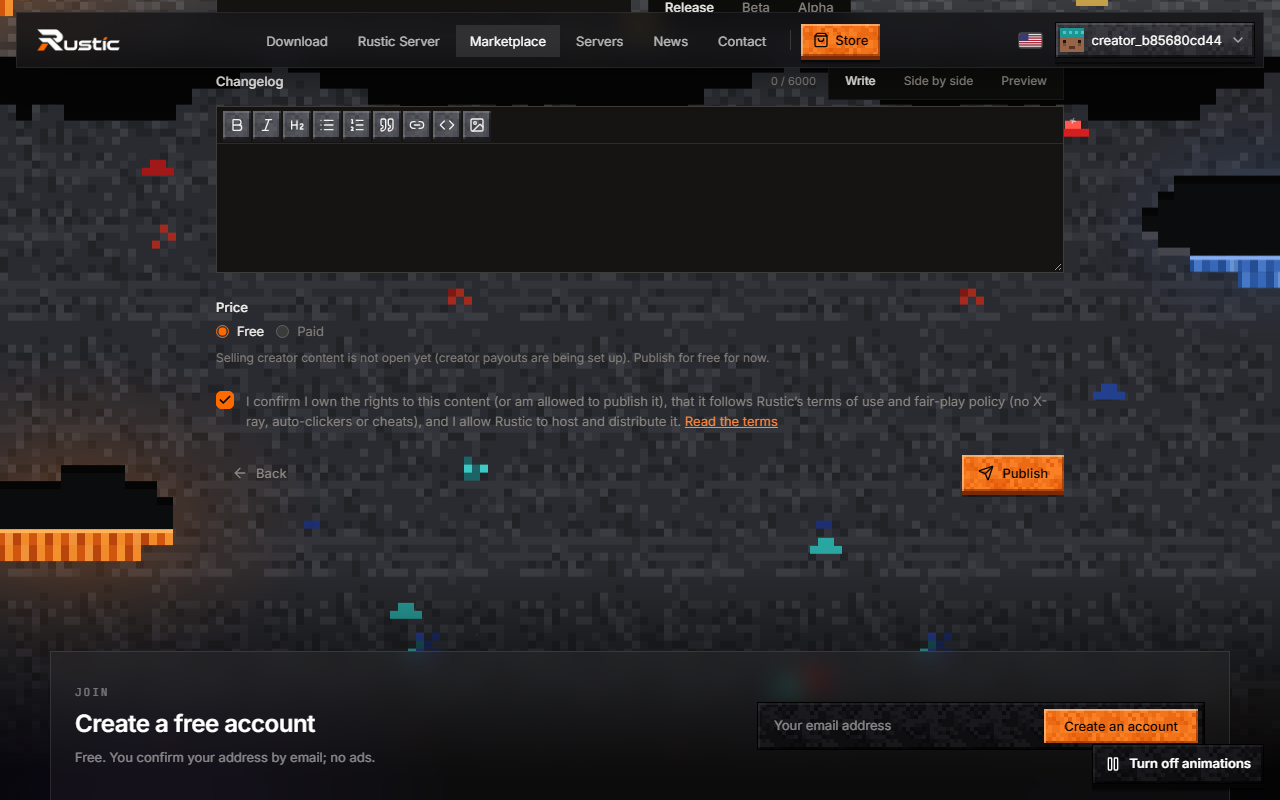 Release Beta Alpha
Rustic Download Rustic Server Marketplace Servers News Contact Store creator_b85680cd44
Changelog 0 / 6000 Write Side by side Preview
B I H2
Price
Free Paid
Selling creator content is not open yet (creator payouts are being set up). Publish for free for now.
I confirm I own the rights to this content (or am allowed to publish it), that it follows Rustic's terms of use and fair-play policy (no X-
ray, auto-clickers or cheats), and I allow Rustic to host and distribute it. Read the terms
Back Publish
JOIN
Create a free account
Your email address Create an account
Free. You confirm your address by email; no ads.
Turn off animations